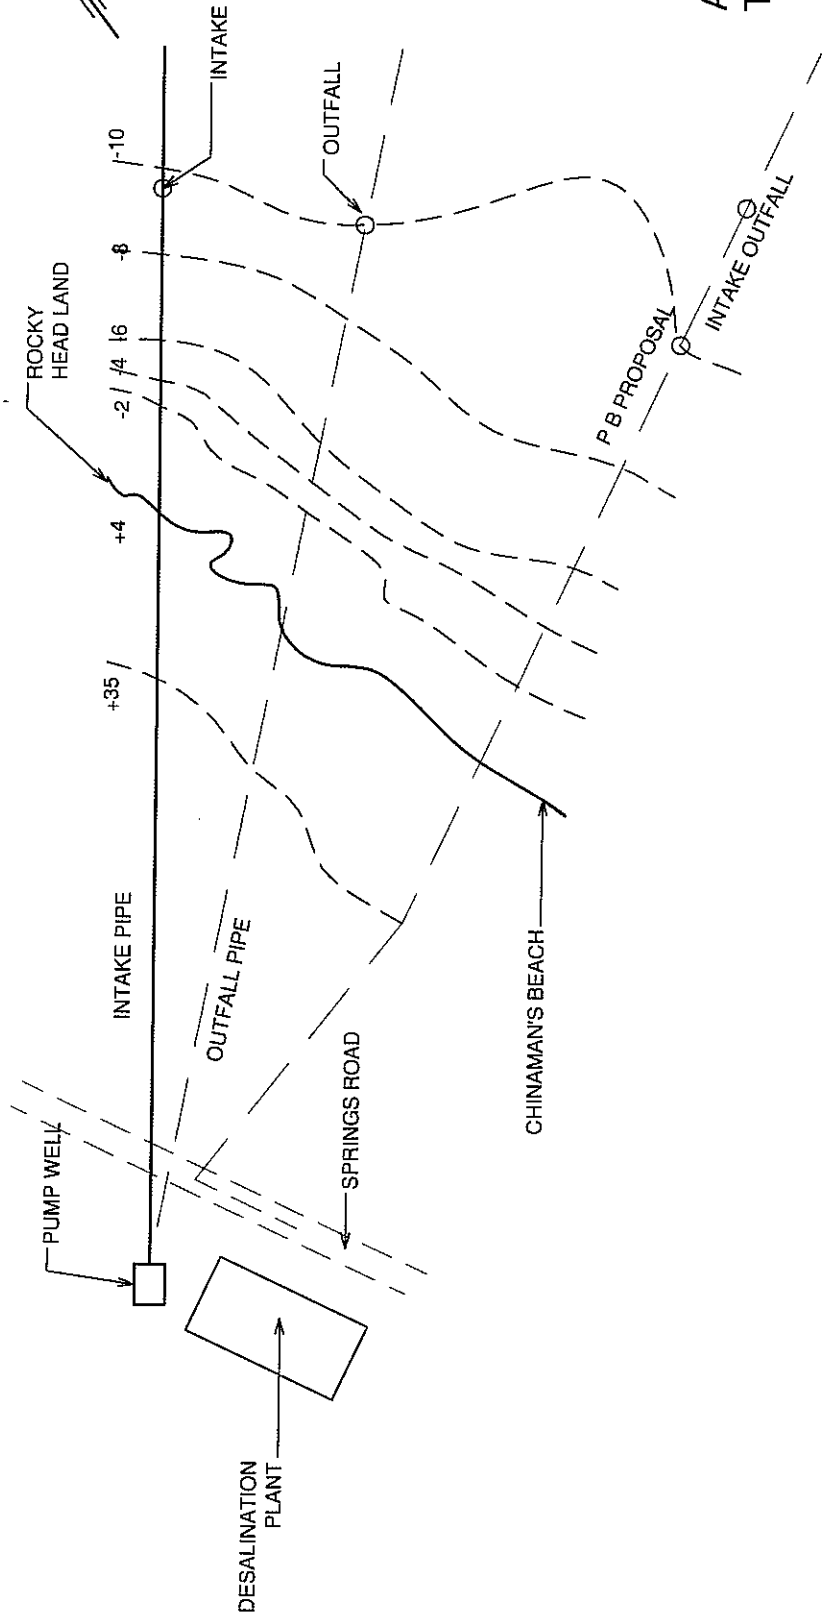 PUMP WELL
DESALINATION
PLANT
SPRINGS ROAD
INTAKE PIPE
OUTFALL PIPE
CHINAMAN'S BEACH
+35
+4
-2
-4
-6
-8
-10
ROCKY
HEAD LAND
INTAKE
OUTFALL
P B PROPOSAL
INTAKE OUTFALL
A
T